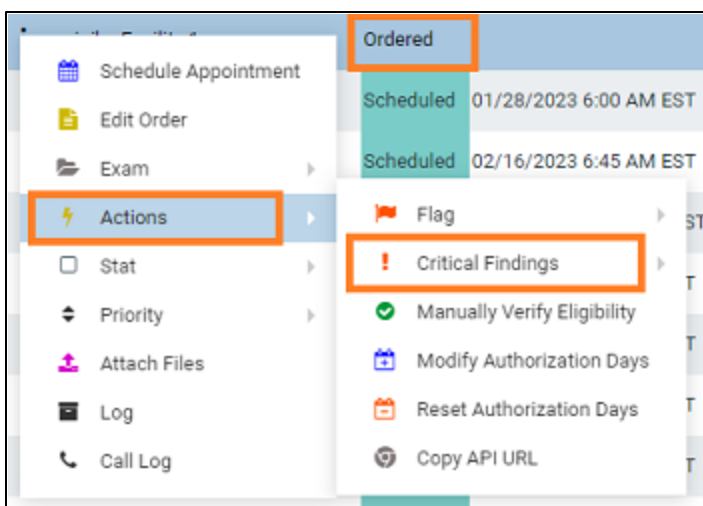 Ordered
Schedule Appointment
Edit Order
Exam
Actions
Stat
Priority
Attach Files
Log
Call Log
Scheduled 01/28/2023 6:00 AM EST
Scheduled 02/16/2023 6:45 AM EST
Flag
Critical Findings
Manually Verify Eligibility
Modify Authorization Days
Reset Authorization Days
Copy API URL
ST
T
T
T
T